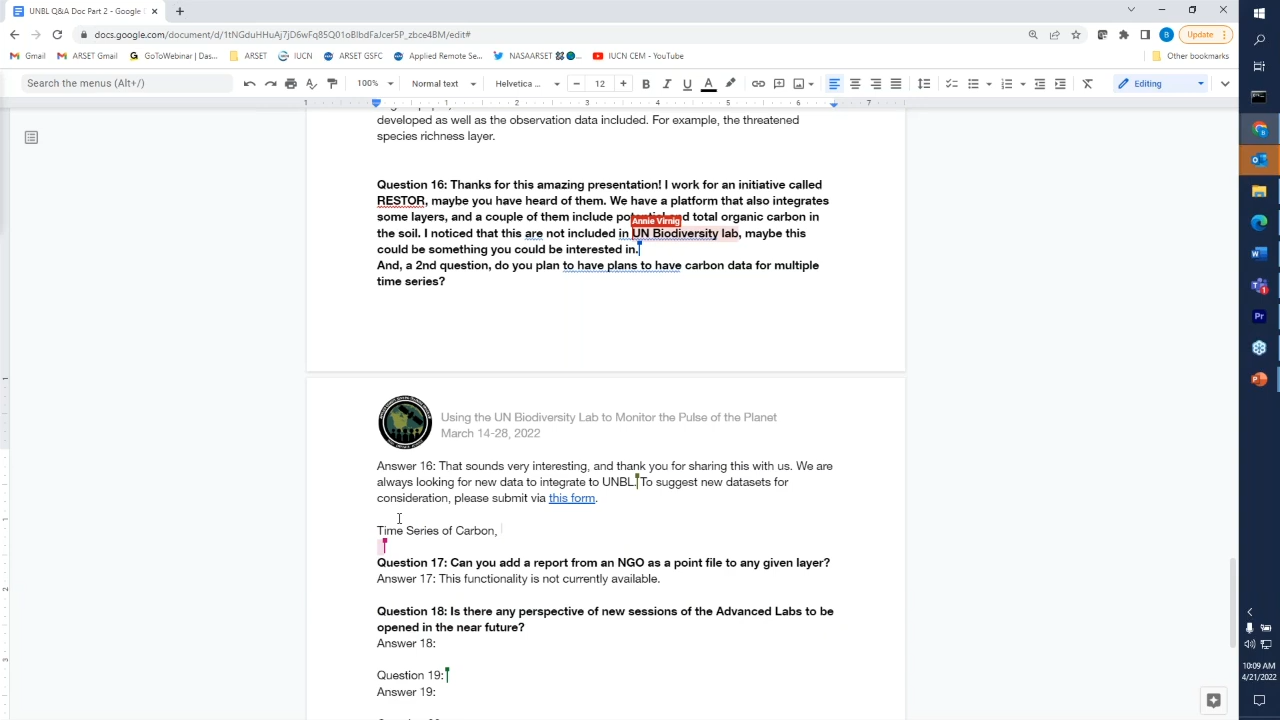 UNBL Q&A Doc Part 2 - Google
docs.google.com/document/d/1tNGduHHuAj7jD6wFq85Q01oBlbdFaJcer5P_zbce4BM/edit#
Update
Gmail
ARSET Gmail
GoToWebinar | Das...
ARSET
IUCN
ARSET GSFC
Applied Remote Se...
NASAARSET
IUCN CEM - YouTube
Other bookmarks
Search the menus (Alt+/)
100%
Normal text
Helvetica ...
12
Editing
developed as well as the observation data included. For example, the threatened
species richness layer.
Question 16: Thanks for this amazing presentation! I work for an initiative called
RESTOR, maybe you have heard of them. We have a platform that also integrates
some layers, and a couple of them include potential and total organic carbon in
Annie Virnig
the soil. I noticed that this are not included in UN Biodiversity lab, maybe this
could be something you could be interested in.
And, a 2nd question, do you plan to have plans to have carbon data for multiple
time series?
Using the UN Biodiversity Lab to Monitor the Pulse of the Planet
March 14-28, 2022
Answer 16: That sounds very interesting, and thank you for sharing this with us. We are
always looking for new data to integrate to UNBL. To suggest new datasets for
consideration, please submit via this form.
Time Series of Carbon,
Question 17: Can you add a report from an NGO as a point file to any given layer?
Answer 17: This functionality is not currently available.
Question 18: Is there any perspective of new sessions of the Advanced Labs to be
opened in the near future?
Answer 18:
Question 19:
Answer 19:
10:09 AM
4/21/2022